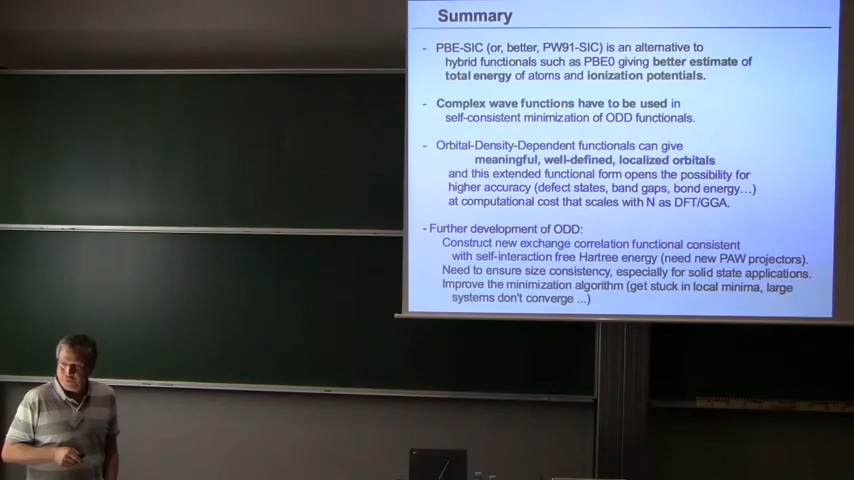 Summary
- PBE-SIC (or, better, PW91-SIC) is an alternative to
hybrid functionals such as PBE0 giving better estimate of
total energy of atoms and ionization potentials.
- Complex wave functions have to be used in
self-consistent minimization of ODD functionals.
- Orbital-Density-Dependent functionals can give
meaningful, well-defined, localized orbitals
and this extended functional form opens the possibility for
higher accuracy (defect states, band gaps, bond energy...)
at computational cost that scales with N as DFT/GGA.
- Further development of ODD:
Construct new exchange correlation functional consistent
with self-interaction free Hartree energy (need new PAW projectors).
Need to ensure size consistency, especially for solid state applications.
Improve the minimization algorithm (get stuck in local minima, large
systems don't converge ...)